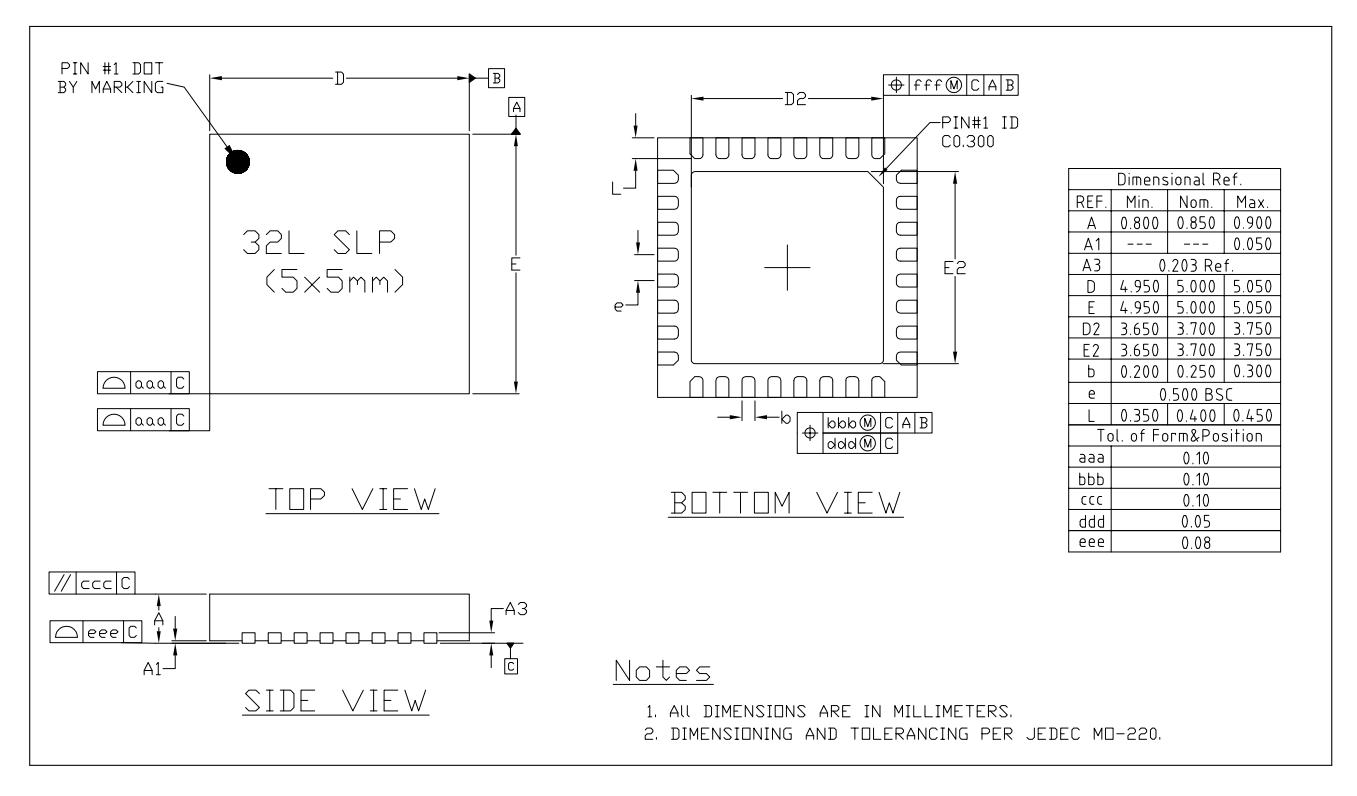 PIN #1 DOT
BY MARKING
D
B
A
32L SLP
(5x5mm)
E
aaa C
aaa C
TOP VIEW
D2
fff Ⓜ C A B
PIN#1 ID
C0.300
L
e
E2
b
bbb Ⓜ C A B
ddd Ⓜ C
BOTTOM VIEW
Dimensional Ref.
REF. Min. Nom. Max.
A 0.800 0.850 0.900
A1 --- --- 0.050
A3 0.203 Ref.
D 4.950 5.000 5.050
E 4.950 5.000 5.050
D2 3.650 3.700 3.750
E2 3.650 3.700 3.750
b 0.200 0.250 0.300
e 0.500 BSC
L 0.350 0.400 0.450
Tol. of Form&Position
aaa 0.10
bbb 0.10
ccc 0.10
ddd 0.05
eee 0.08
// ccc C
A
eee C
A1
A3
C
SIDE VIEW
Notes
1. All DIMENSIONS ARE IN MILLIMETERS.
2. DIMENSIONING AND TOLERANCING PER JEDEC MO-220.